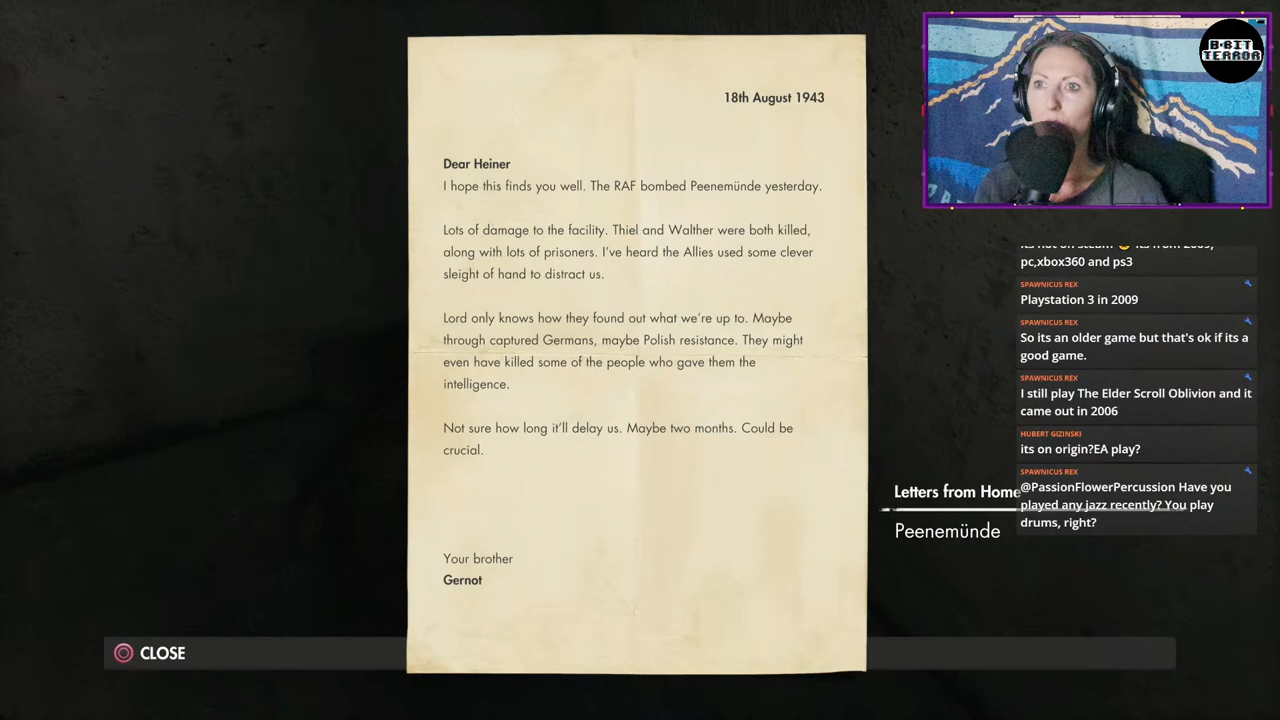 18th August 1943
Dear Heiner
I hope this finds you well. The RAF bombed Peenemünde yesterday.
Lots of damage to the facility. Thiel and Walther were both killed,
along with lots of prisoners. I've heard the Allies used some clever
sleight of hand to distract us.
Lord only knows how they found out what we're up to. Maybe
through captured Germans, maybe Polish resistance. They might
even have killed some of the people who gave them the
intelligence.
Not sure how long it'll delay us. Maybe two months. Could be
crucial.
Your brother
Gernot
Letters from Home
Peenemünde
CLOSE
8-BIT
TERROR
its not on steam 😢 its from 2009,
pc,xbox360 and ps3
SPAWNICUS REX
Playstation 3 in 2009
SPAWNICUS REX
So its an older game but that's ok if its a
good game.
SPAWNICUS REX
I still play The Elder Scroll Oblivion and it
came out in 2006
HUBERT GIZINSKI
its on origin?EA play?
SPAWNICUS REX
@PassionFlowerPercussion Have you
played any jazz recently? You play
drums, right?